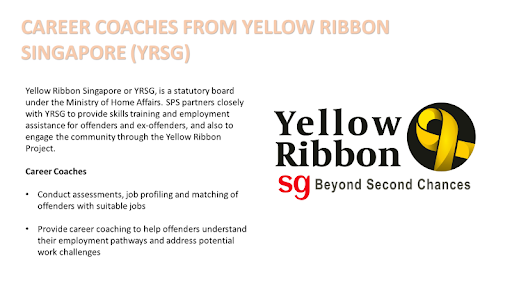 CAREER COACHES FROM YELLOW RIBBON
SINGAPORE (YRSG)
Yellow Ribbon Singapore or YRSG, is a statutory board
under the Ministry of Home Affairs. SPS partners closely
with YRSG to provide skills training and employment
assistance for offenders and ex-offenders, and also to
engage the community through the Yellow Ribbon
Project.
Career Coaches
• Conduct assessments, job profiling and matching of
offenders with suitable jobs
• Provide career coaching to help offenders understand
their employment pathways and address potential
work challenges
Yellow
Ribbon
sg Beyond Second Chances